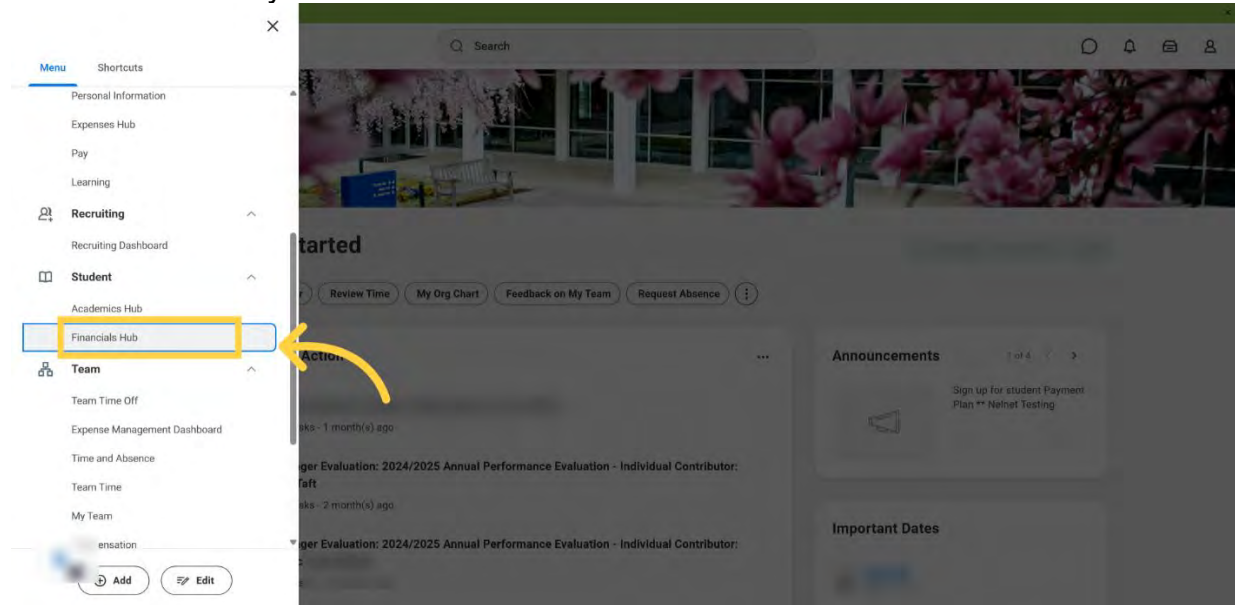 Search
Menu Shortcuts
Personal Information
Expenses Hub
Pay
Learning
Recruiting
Recruiting Dashboard
Student
Academics Hub
Financials Hub
Team
Team Time Off
Expense Management Dashboard
Time and Absence
Team Time
My Team
ensation
Add Edit
tarted
Review Time My Org Chart Feedback on My Team Request Absence
Action
sks - 1 month(s) ago
ger Evaluation: 2024/2025 Annual Performance Evaluation - Individual Contributor:
Taft
sks - 2 month(s) ago
ger Evaluation: 2024/2025 Annual Performance Evaluation - Individual Contributor:
Announcements 1 of 4
Sign up for student Payment
Plan ** Nelnet Testing
Important Dates